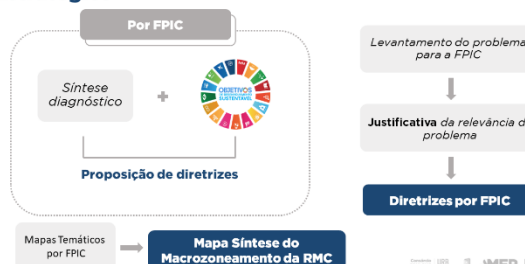 Por FPIC
Síntese
diagnóstico
+
OBJETIVOS
SUSTENTÁVEL
Proposição de diretrizes
Mapas Temáticos
por FPIC
Mapa Síntese do
Macrozoneamento da RMC
Levantamento do problema
para a FPIC
Justificativa da relevância d
problema
Diretrizes por FPIC